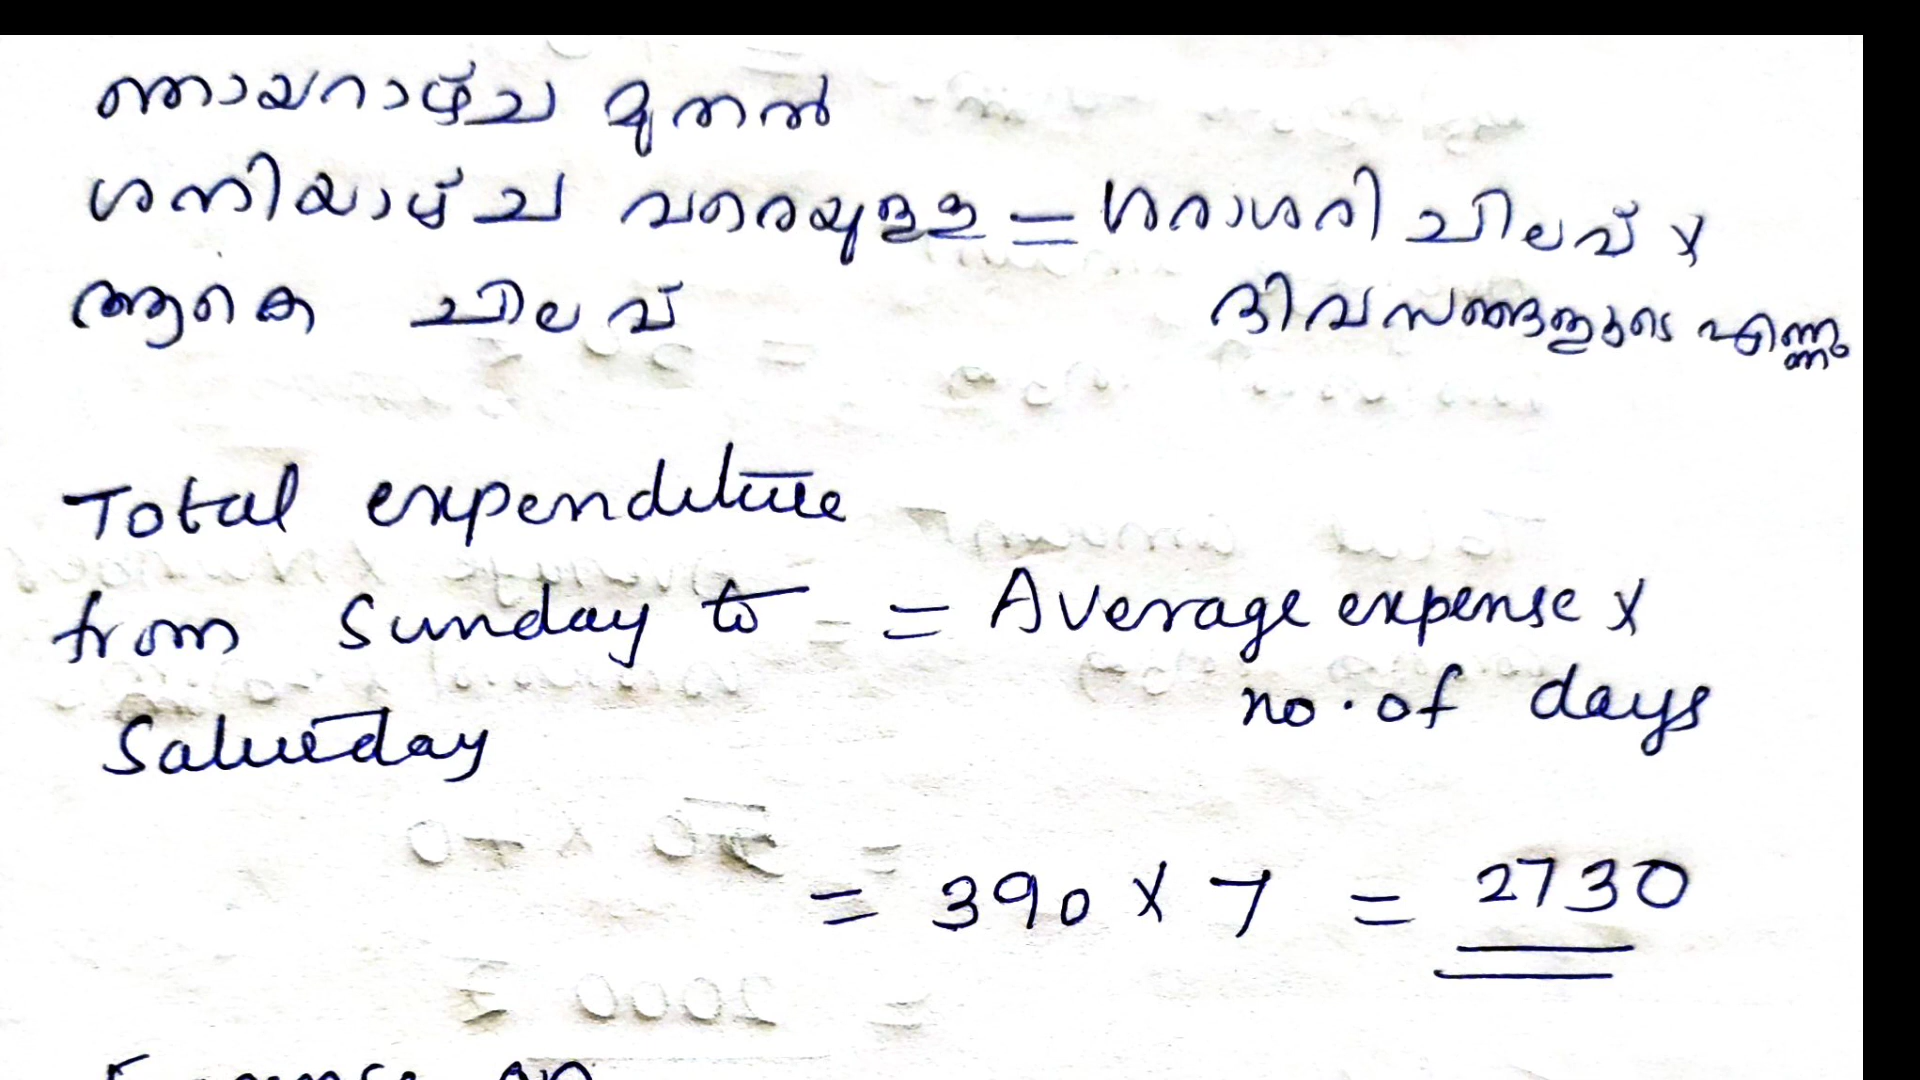 ഞായറാഴ്ച മുതൽ
ശനിയാഴ്ച വരെയുള്ള = ശരാശരി ചിലവ് ×
ആകെ ചിലവ് ദിവസങ്ങളുടെ എണ്ണം
Total expenditure
from Sunday to = Average expense ×
no. of days
Saturday
= 390 × 7 = 2730